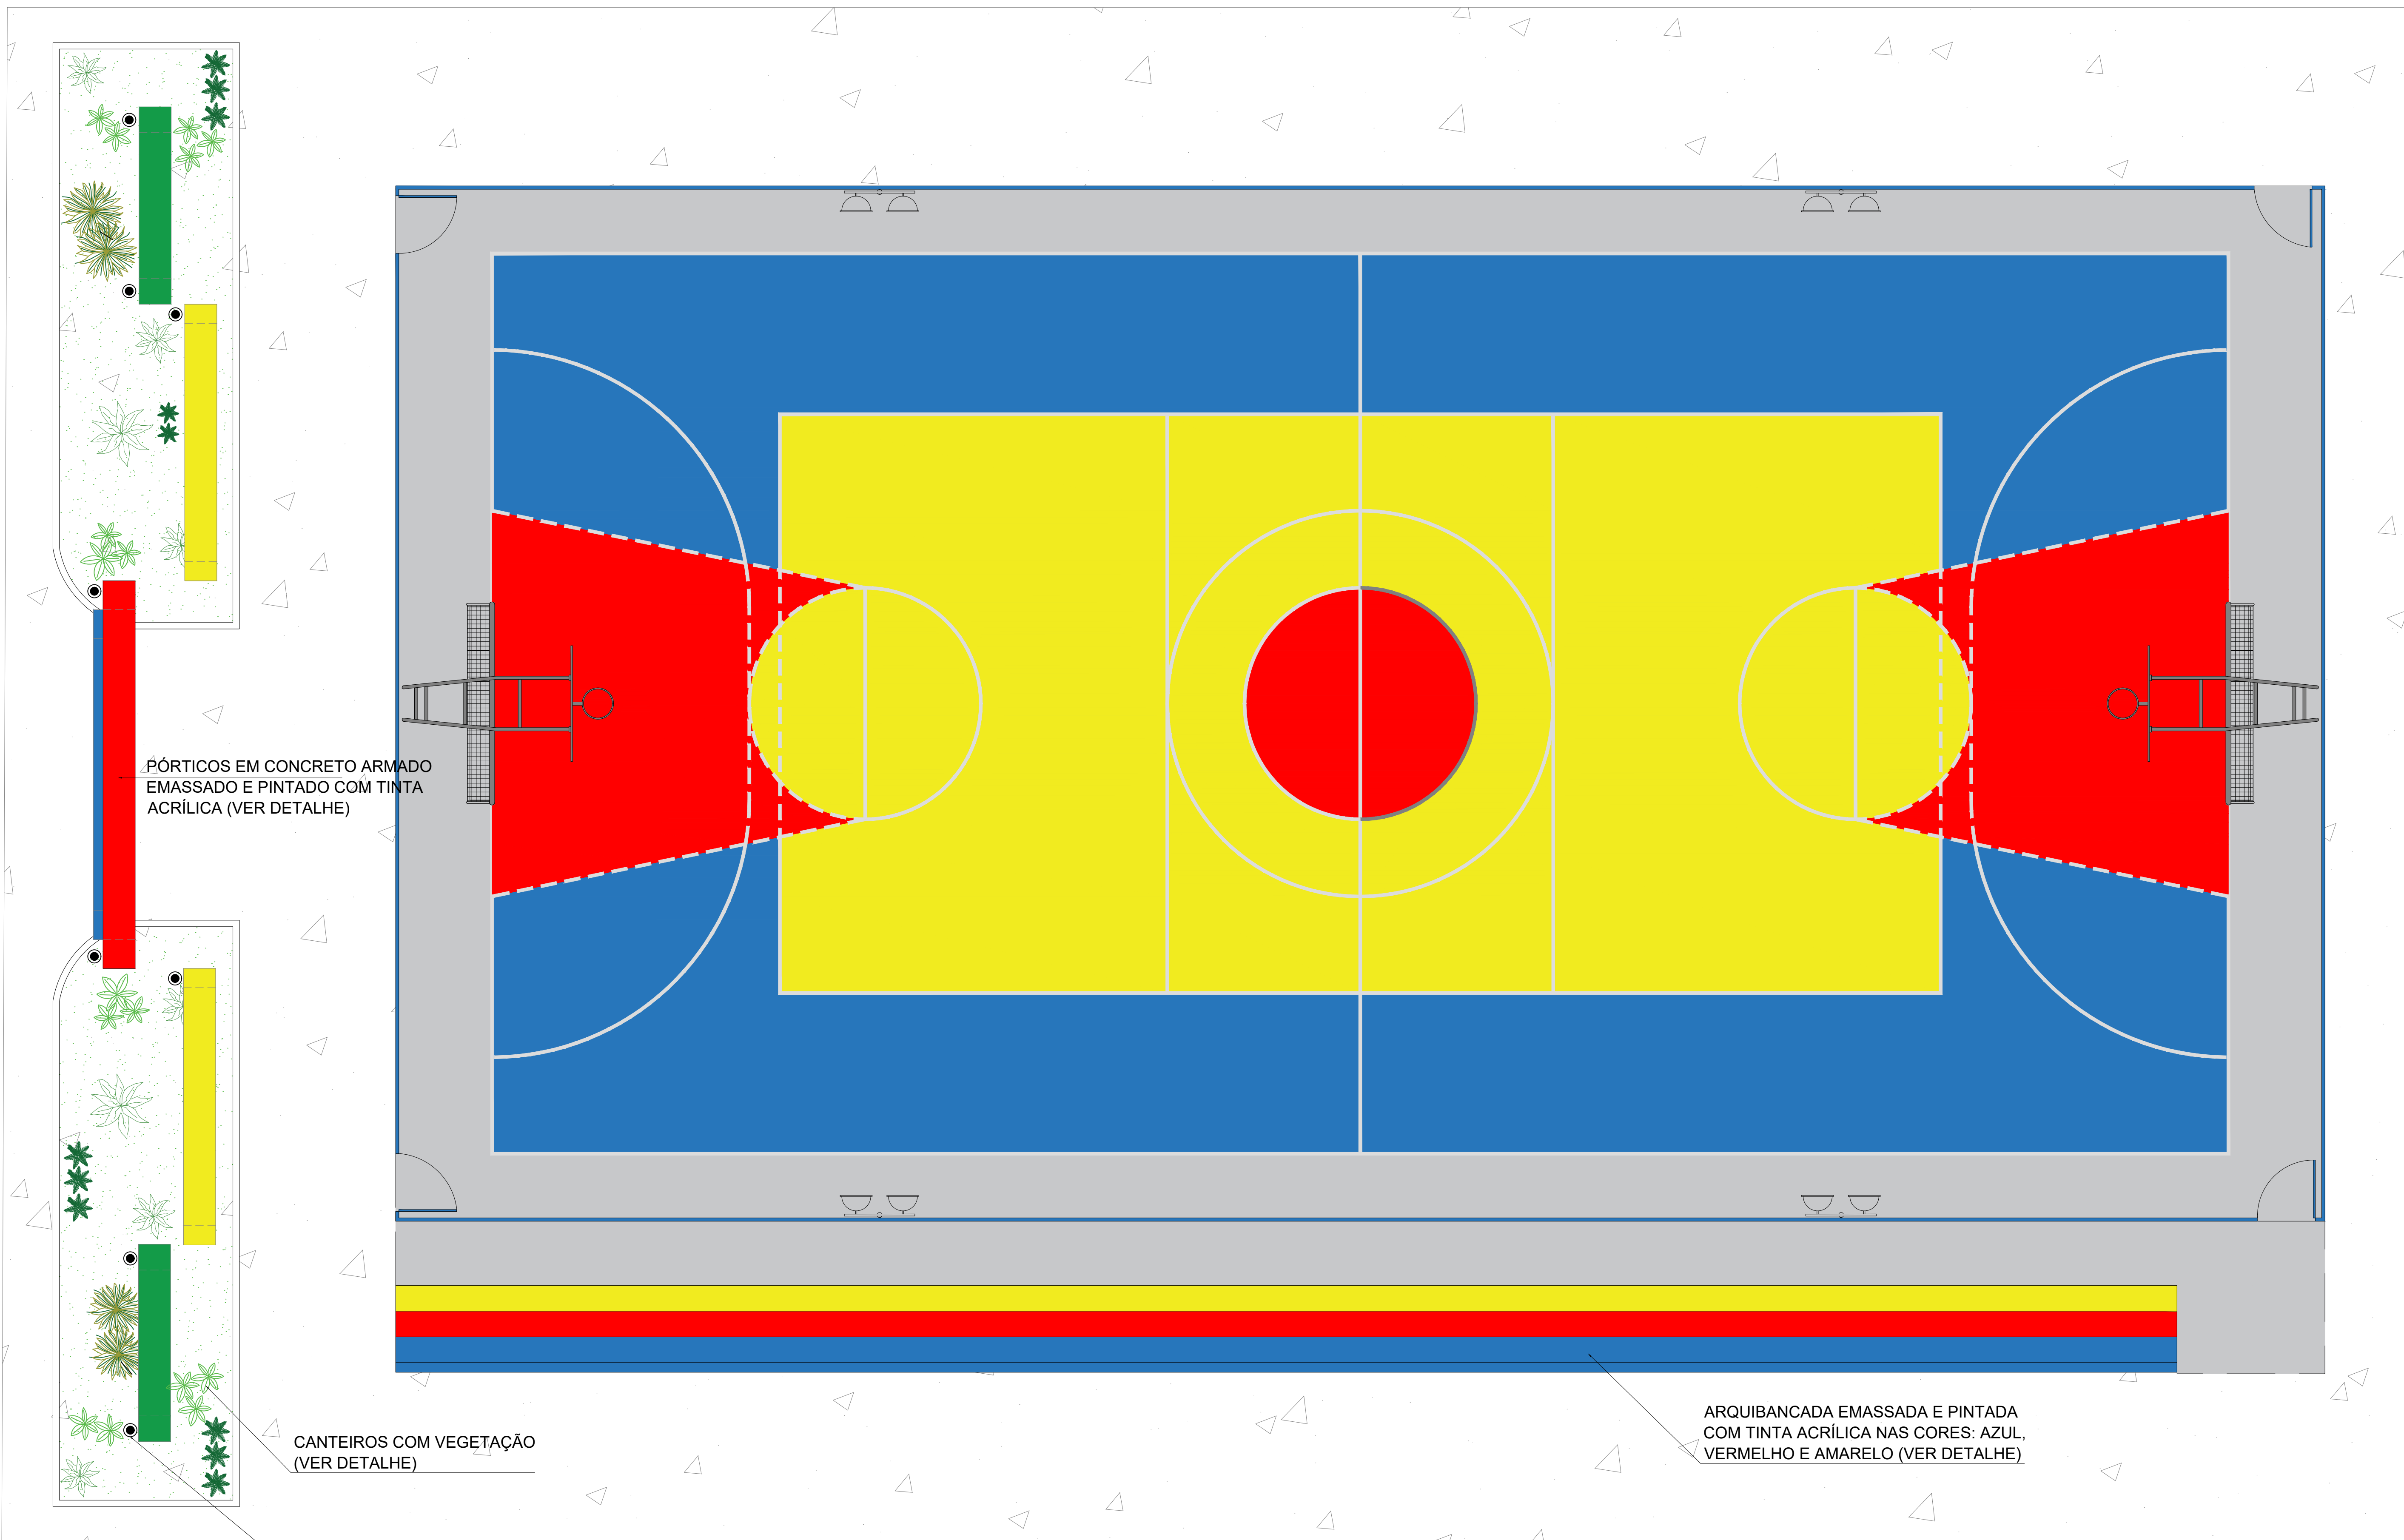 PÓRTICOS EM CONCRETO ARMADO
EMASSADO E PINTADO COM TINTA
ACRÍLICA (VER DETALHE)
CANTEIROS COM VEGETAÇÃO
(VER DETALHE)
ARQUIBANCADA EMASSADA E PINTADA
COM TINTA ACRÍLICA NAS CORES: AZUL,
VERMELHO E AMARELO (VER DETALHE)